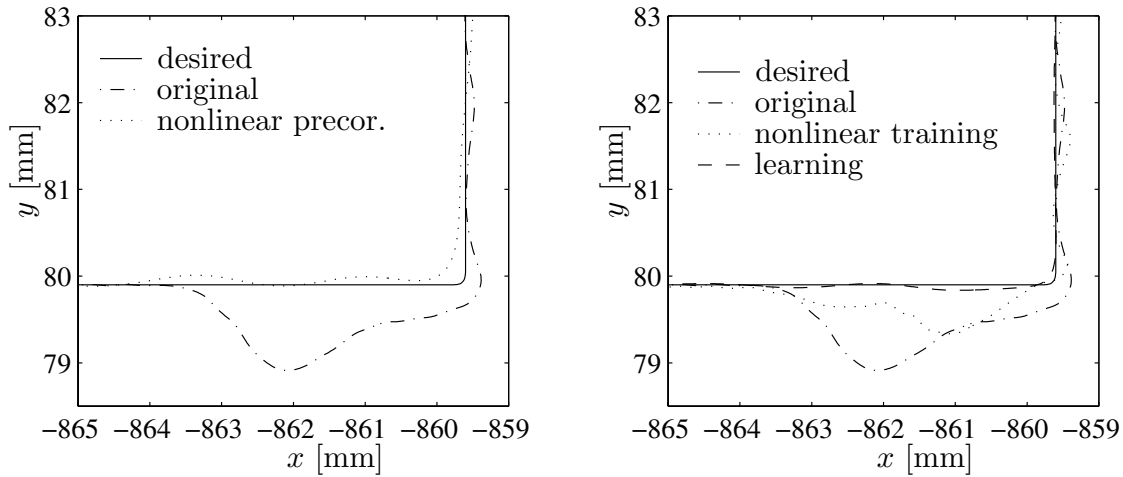 83
82
81
80
79
y [mm]
desired
original
nonlinear precor.
−865 −864 −863 −862 −861 −860 −859
x [mm]
83
82
81
80
79
y [mm]
desired
original
nonlinear training
learning
−865 −864 −863 −862 −861 −860 −859
x [mm]